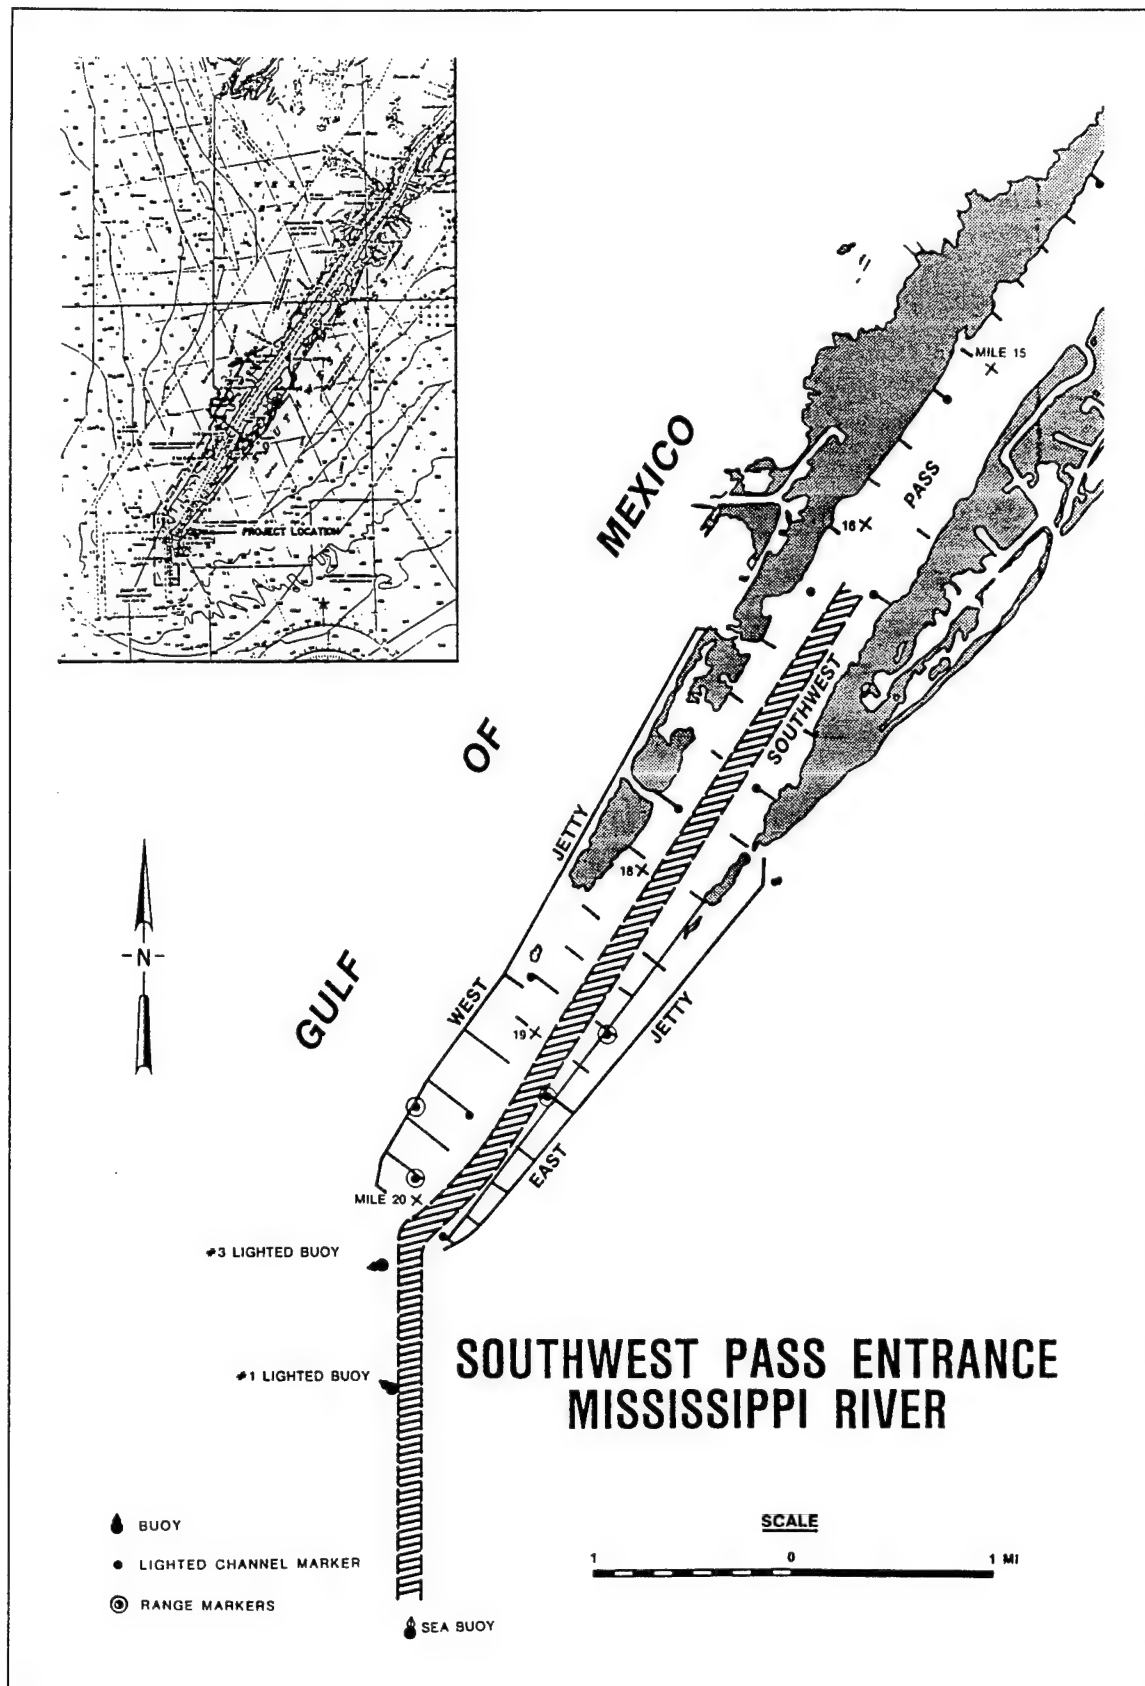 PROJECT LOCATION
MILE 15
X
MEXICO
PASS
16 X
SOUTHWEST
OF
JETTY
18 X
GULF
WEST
19 X
JETTY
EAST
-N-
MILE 20 X
#3 LIGHTED BUOY
#1 LIGHTED BUOY
SOUTHWEST PASS ENTRANCE
MISSISSIPPI RIVER
BUOY
LIGHTED CHANNEL MARKER
RANGE MARKERS
SEA BUOY
SCALE
1 0 1 MI